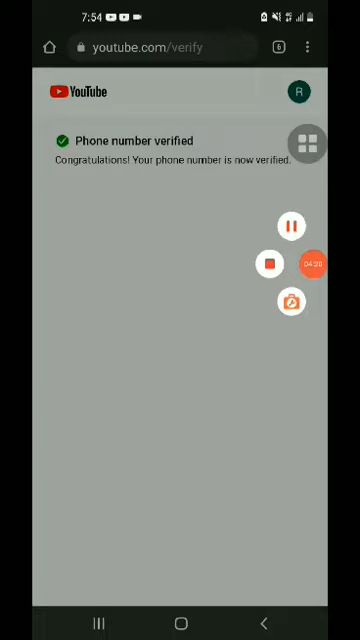 7:54
youtube.com/verify
6
YouTube
R
Phone number verified
Congratulations! Your phone number is now verified.
04:20